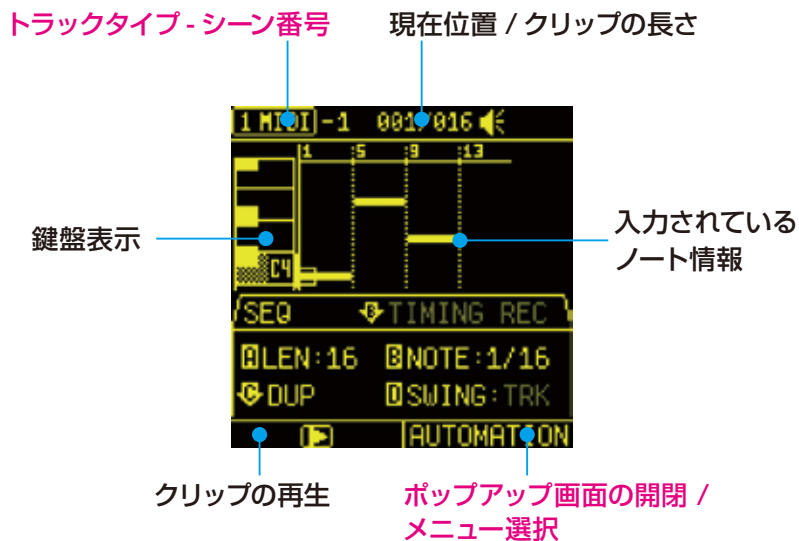 トラックタイプ - シーン番号
現在位置 / クリップの長さ
1 MIDI -1 001/016
1 :5 :9 :13
鍵盤表示
入力されている
ノート情報
C4
SEQ B TIMING REC
A LEN:16 B NOTE:1/16
C DUP D SWING:TRK
AUTOMATION
クリップの再生
ポップアップ画面の開閉 /
メニュー選択